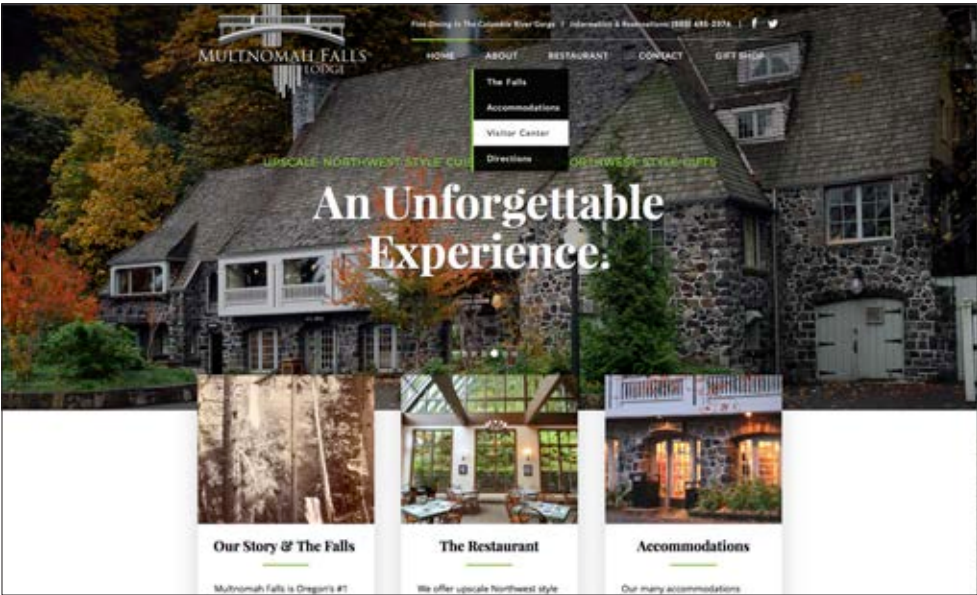 Fine Dining In The Columbia River Gorge / Information & Reservations: (503) 695-2376 |
MULTNOMAH FALLS
LODGE
HOME ABOUT RESTAURANT CONTACT GIFT SHOP
The Falls
Accommodations
Visitor Center
Directions
UPSCALE NORTHWEST STYLE NORTHWEST STYLE GIFTS
An Unforgettable
Experience.
Our Story & The Falls
The Restaurant
Accommodations
Multnomah Falls is Oregon's #1
We offer upscale Northwest style
Our many accommodations